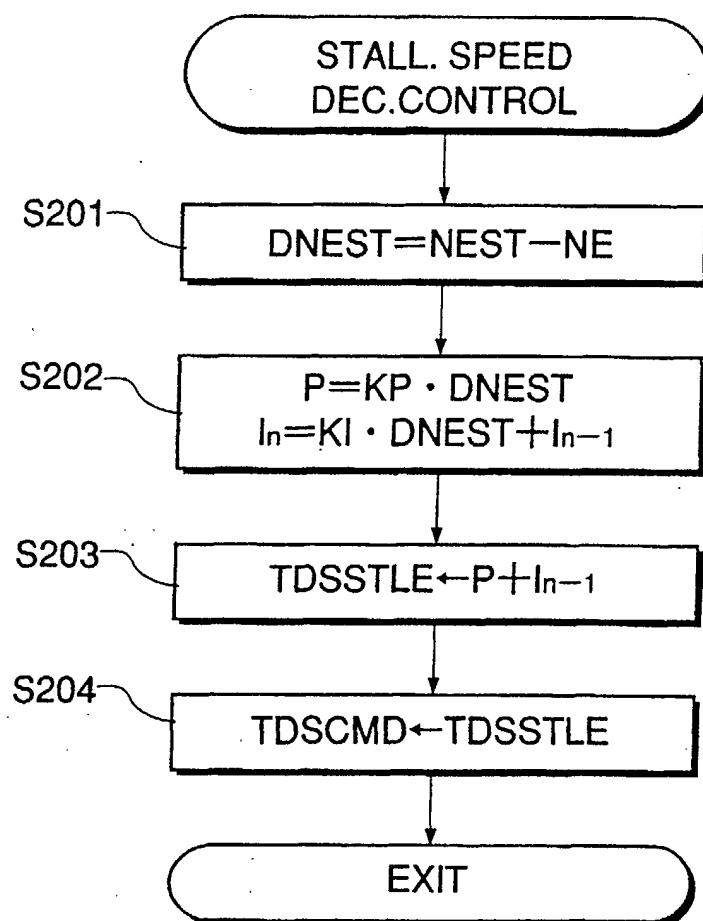 STALL. SPEED
DEC.CONTROL
S201
DNEST=NEST−NE
S202
P=KP・DNEST
In=KI・DNEST+In−1
S203
TDSSTLE←P+In−1
S204
TDSCMD←TDSSTLE
EXIT